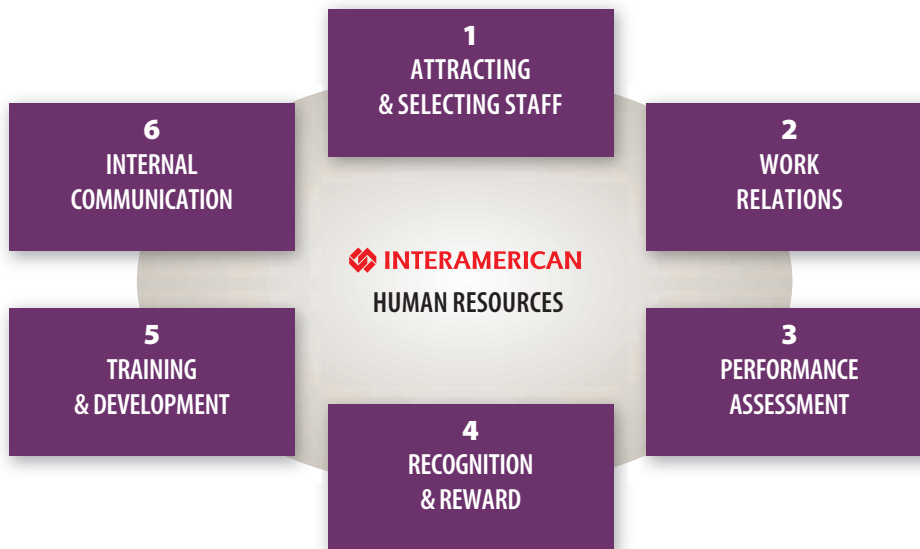 1
ATTRACTING
& SELECTING STAFF
2
WORK
RELATIONS
3
PERFORMANCE
ASSESSMENT
4
RECOGNITION
& REWARD
5
TRAINING
& DEVELOPMENT
6
INTERNAL
COMMUNICATION
INTERAMERICAN
HUMAN RESOURCES